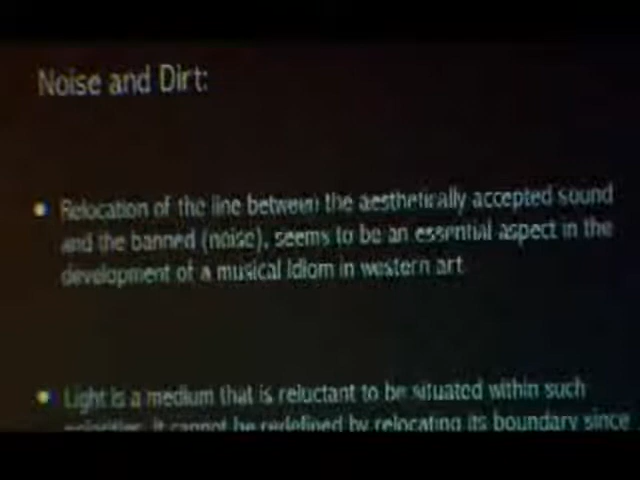 Noise and Dirt:
Relocation of the line between the aesthetically accepted sound
and the banned (noise), seems to be an essential aspect in the
development of a musical idiom in western art
Light is a medium that is reluctant to be situated within such
polarities, it cannot be redefined by relocating its boundary since